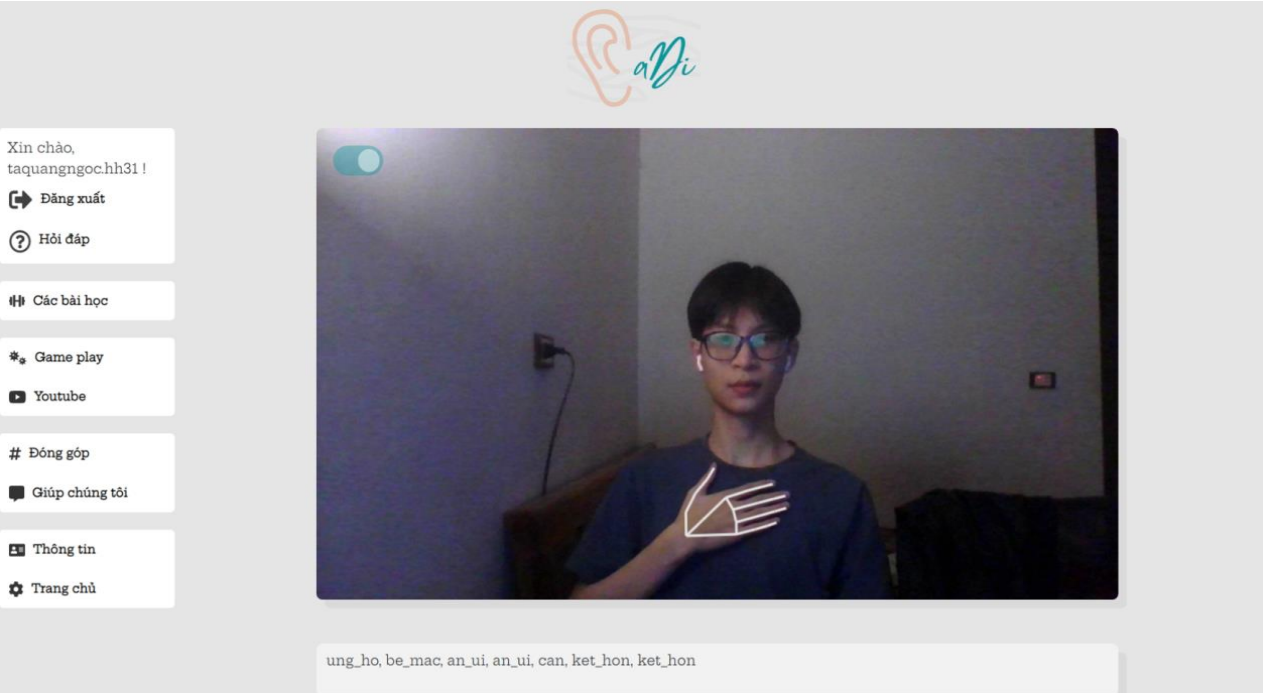 aDi
Xin chào,
taquangngoc.hh31 !
Đăng xuất
Hỏi đáp
Các bài học
Game play
Youtube
# Đóng góp
Giúp chúng tôi
Thông tin
Trang chủ
ung_ho, be_mac, an_ui, an_ui, can, ket_hon, ket_hon